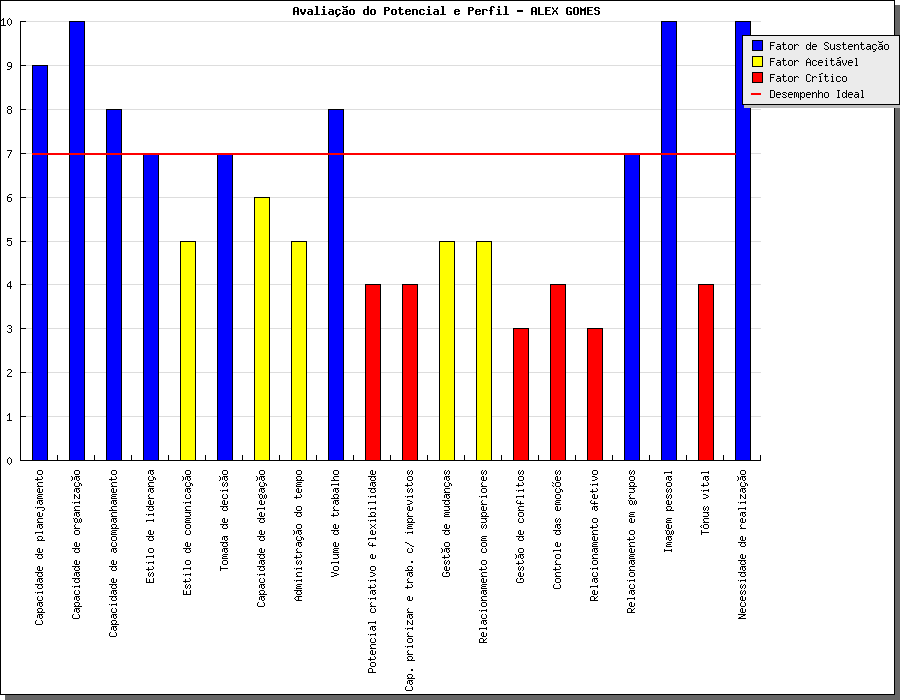 Avaliação do Potencial e Perfil - ALEX GOMES
Fator de Sustentação
Fator Aceitável
Fator Crítico
Desempenho Ideal
10
9
8
7
6
5
4
3
2
1
0
Capacidade de planejamento
Capacidade de organização
Capacidade de acompanhamento
Estilo de liderança
Estilo de comunicação
Tomada de decisão
Capacidade de delegação
Administração do tempo
Volume de trabalho
Potencial criativo e flexibilidade
Cap. priorizar e trab. c/ imprevistos
Gestão de mudanças
Relacionamento com superiores
Gestão de conflitos
Controle das emoções
Relacionamento afetivo
Relacionamento em grupos
Imagem pessoal
Tônus vital
Necessidade de realização